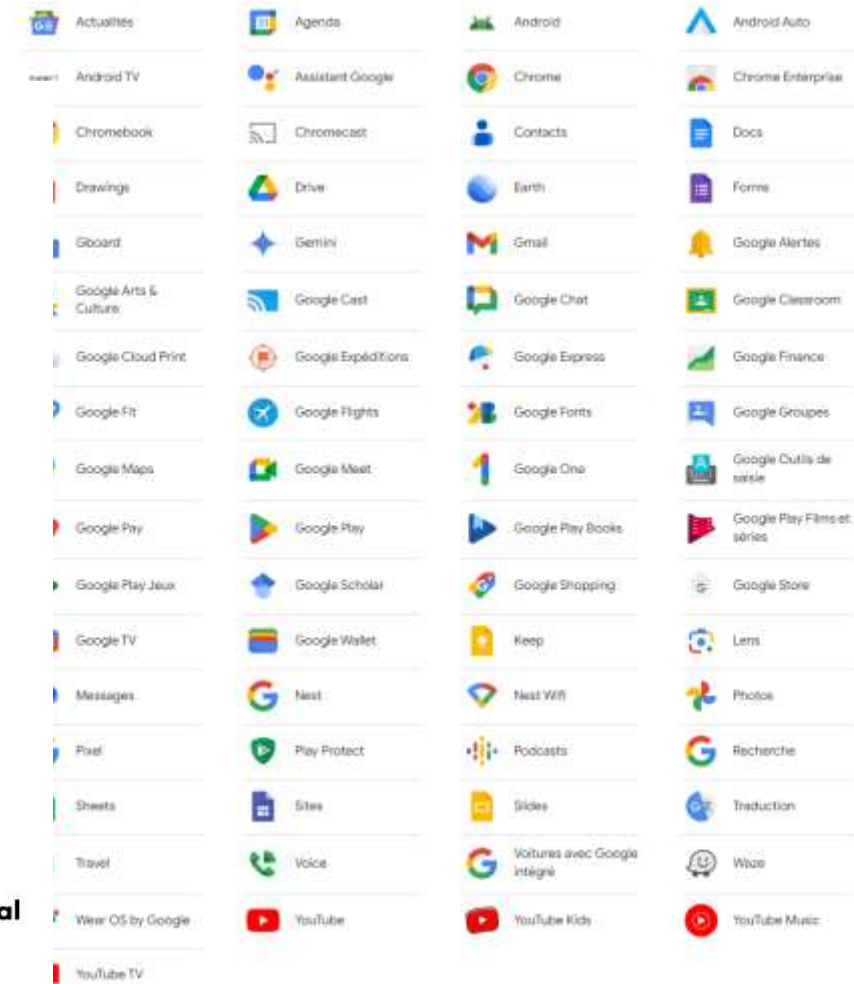 Actualités
Agenda
Android
Android Auto
Android TV
Assistant Google
Chrome
Chrome Enterprise
Chromebook
Chromecast
Contacts
Docs
Drawings
Drive
Earth
Forms
Gboard
Gemini
Gmail
Google Alertes
Google Arts &
Culture
Google Cast
Google Chat
Google Classroom
Google Cloud Print
Google Expéditions
Google Express
Google Finance
Google Fit
Google Flights
Google Fonts
Google Groupes
Google Maps
Google Meet
Google One
Google Outils de
saisie
Google Pay
Google Play
Google Play Books
Google Play Films et
séries
Google Play Jeux
Google Scholar
Google Shopping
Google Store
Google TV
Google Wallet
Keep
Lens
Messages
Nest
Nest Wifi
Photos
Pixel
Play Protect
Podcasts
Recherche
Sheets
Sites
Slides
Traduction
Travel
Voice
Voitures avec Google
intégré
Waze
al
Wear OS by Google
YouTube
YouTube Kids
YouTube Music
YouTube TV